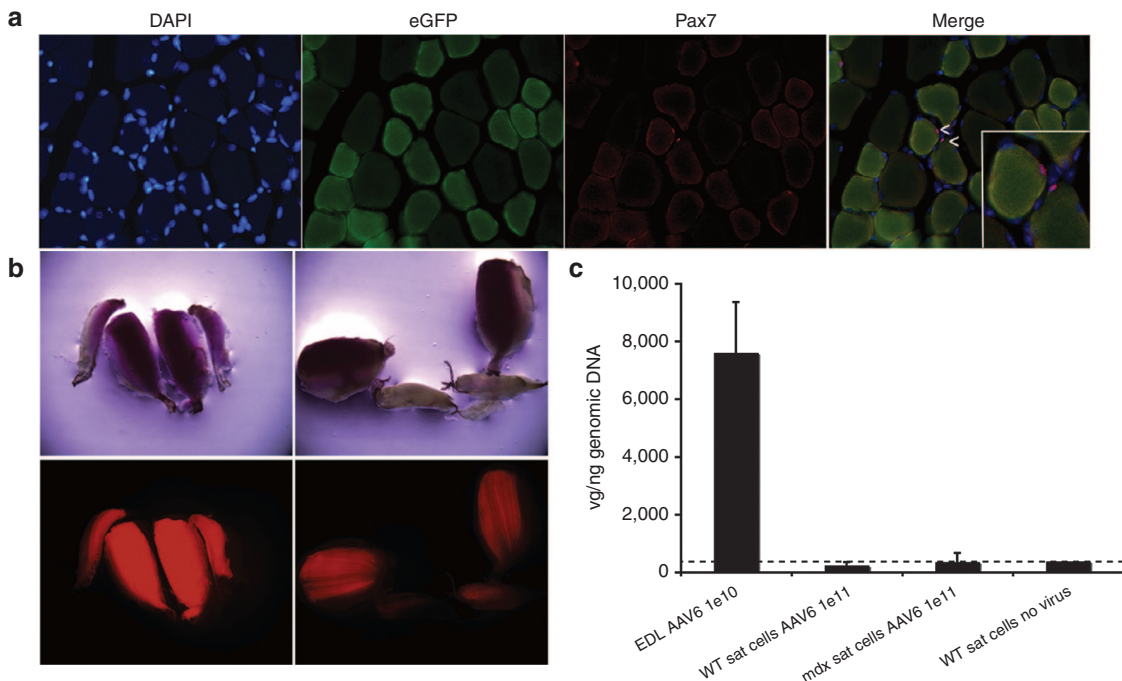 a
DAPI eGFP Pax7 Merge
<
<
b
c
vg/ng genomic DNA
10,000
8,000
6,000
4,000
2,000
0
EDL AAV6 1e10
WT sat cells AAV6 1e11
mdx sat cells AAV6 1e11
WT sat cells no virus